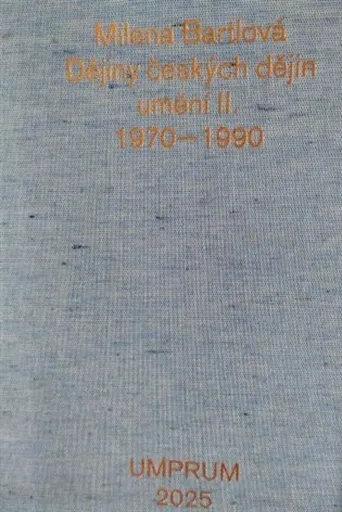 Milena Bartlová
Dějiny českých dějin
umění II.
1970—1990
UMPRUM
2025